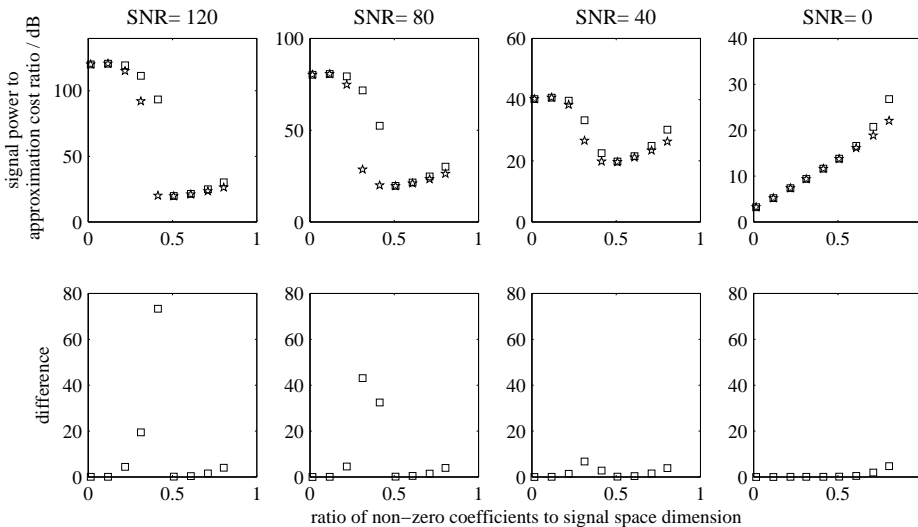 SNR= 120
SNR= 80
SNR= 40
SNR= 0
signal power to
approximation cost ratio / dB
100
50
0
0 0.5 1
100
50
0
0 0.5 1
60
40
20
0
0 0.5 1
40
30
20
10
0
0 0.5
difference
80
60
40
20
0
0 0.5 1
80
60
40
20
0
0 0.5 1
80
60
40
20
0
0 0.5 1
80
60
40
20
0
0 0.5
ratio of non−zero coefficients to signal space dimension